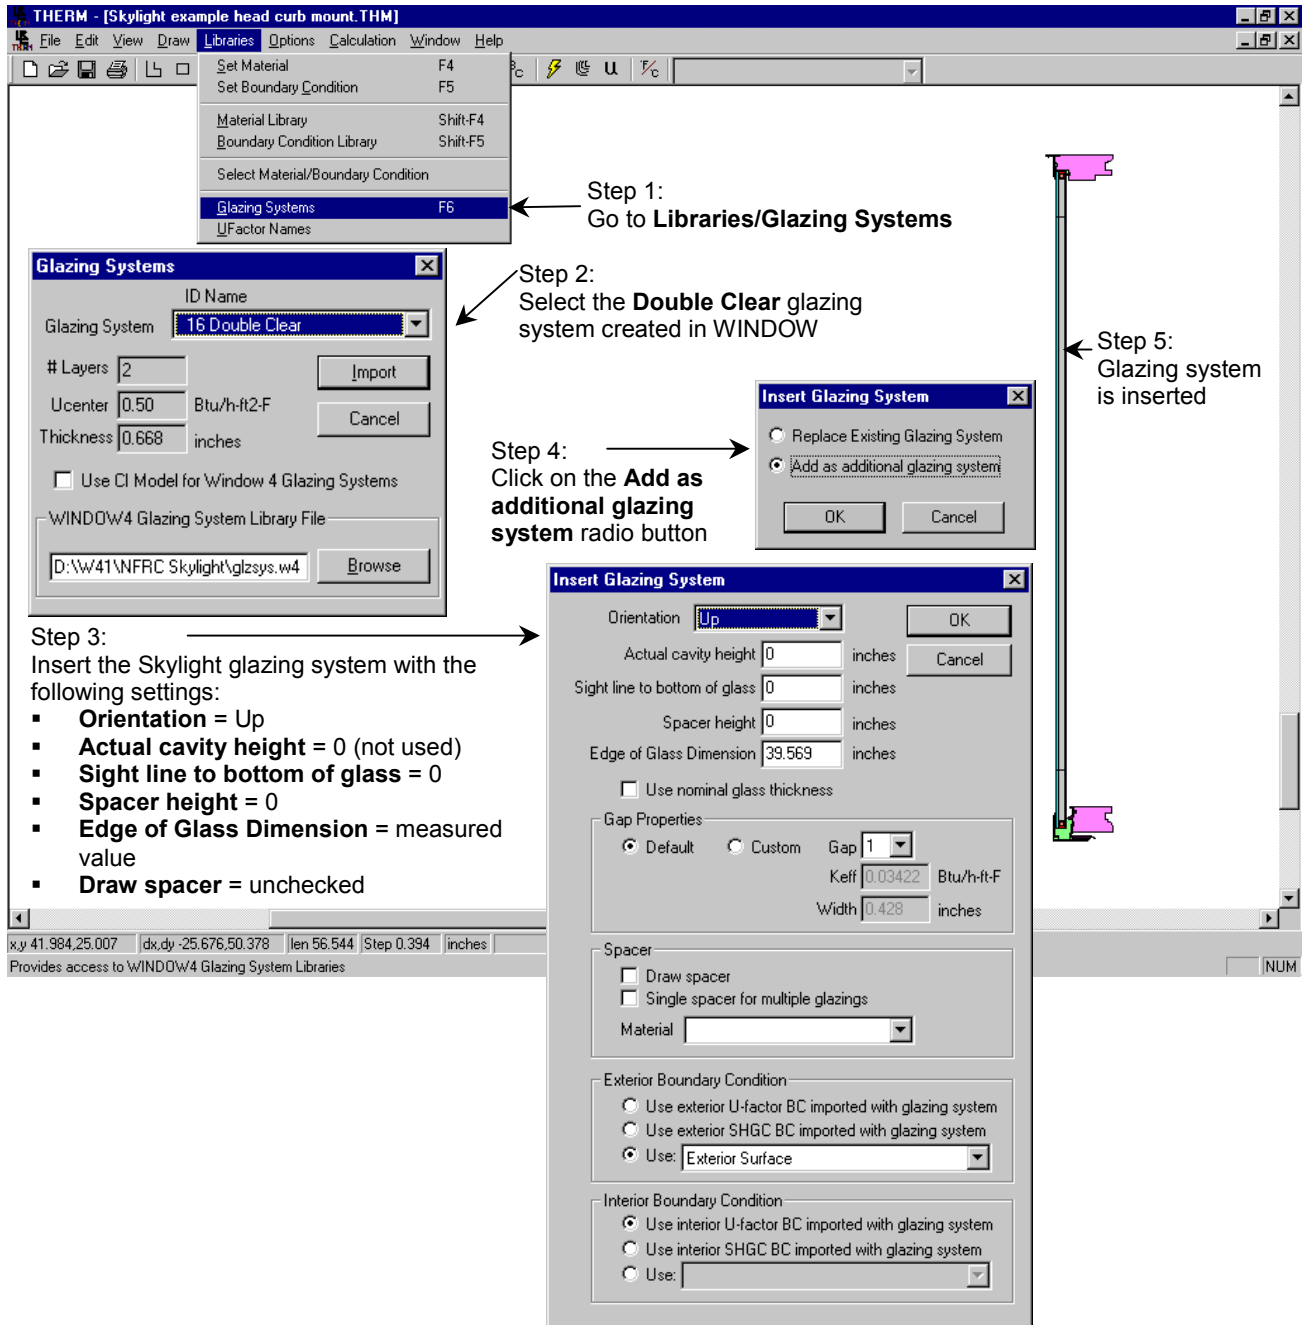 THERM - [Skylight example head curb mount.THM]
File Edit View Draw Libraries Options Calculation Window Help
Set Material F4
Set Boundary Condition F5
Material Library Shift-F4
Boundary Condition Library Shift-F5
Select Material/Boundary Condition
Glazing Systems F6
UFactor Names
Step 1:
Go to Libraries/Glazing Systems
Glazing Systems
ID Name
Glazing System 16 Double Clear
# Layers 2
Import
Ucenter 0.50 Btu/h-ft2-F
Cancel
Thickness 0.668 inches
Use CI Model for Window 4 Glazing Systems
WINDOW4 Glazing System Library File
D:\W41\NFRC Skylight\glzsys.w4 Browse
Step 2:
Select the Double Clear glazing
system created in WINDOW
Step 5:
Glazing system
is inserted
Insert Glazing System
Replace Existing Glazing System
Add as additional glazing system
OK Cancel
Step 4:
Click on the Add as
additional glazing
system radio button
Step 3:
Insert the Skylight glazing system with the
following settings:
▪ Orientation = Up
▪ Actual cavity height = 0 (not used)
▪ Sight line to bottom of glass = 0
▪ Spacer height = 0
▪ Edge of Glass Dimension = measured
value
▪ Draw spacer = unchecked
Insert Glazing System
Orientation Up OK
Actual cavity height 0 inches Cancel
Sight line to bottom of glass 0 inches
Spacer height 0 inches
Edge of Glass Dimension 39.569 inches
Use nominal glass thickness
Gap Properties
Default Custom Gap 1
Keff 0.03422 Btu/h-ft-F
Width 0.428 inches
Spacer
Draw spacer
Single spacer for multiple glazings
Material
Exterior Boundary Condition
Use exterior U-factor BC imported with glazing system
Use exterior SHGC BC imported with glazing system
Use: Exterior Surface
Interior Boundary Condition
Use interior U-factor BC imported with glazing system
Use interior SHGC BC imported with glazing system
Use:
x,y 41.984,25.007 dx,dy -25.676,50.378 len 56.544 Step 0.394 inches
Provides access to WINDOW4 Glazing System Libraries NUM